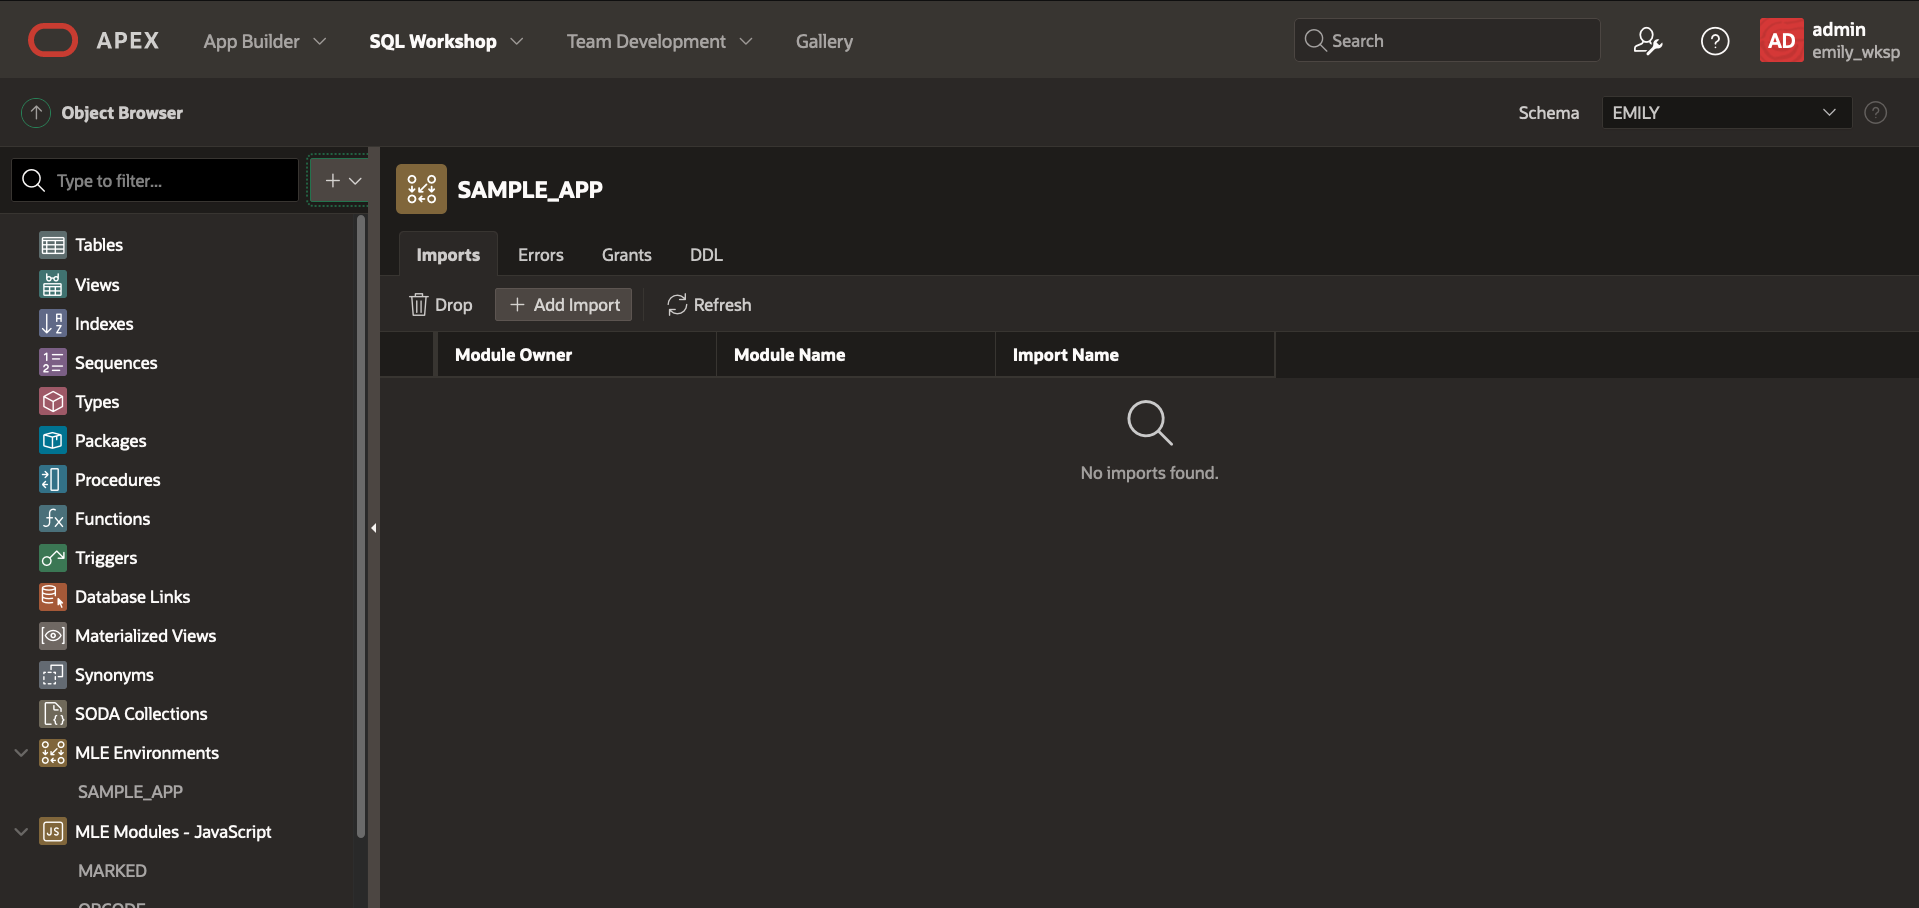 APEX
App Builder
SQL Workshop
Team Development
Gallery
Search
AD
admin
emily_wksp
Object Browser
Schema
EMILY
Type to filter...
SAMPLE_APP
Imports
Errors
Grants
DDL
Drop
Add Import
Refresh
Module Owner
Module Name
Import Name
No imports found.
Tables
Views
Indexes
Sequences
Types
Packages
Procedures
Functions
Triggers
Database Links
Materialized Views
Synonyms
SODA Collections
MLE Environments
SAMPLE_APP
JS
MLE Modules - JavaScript
MARKED